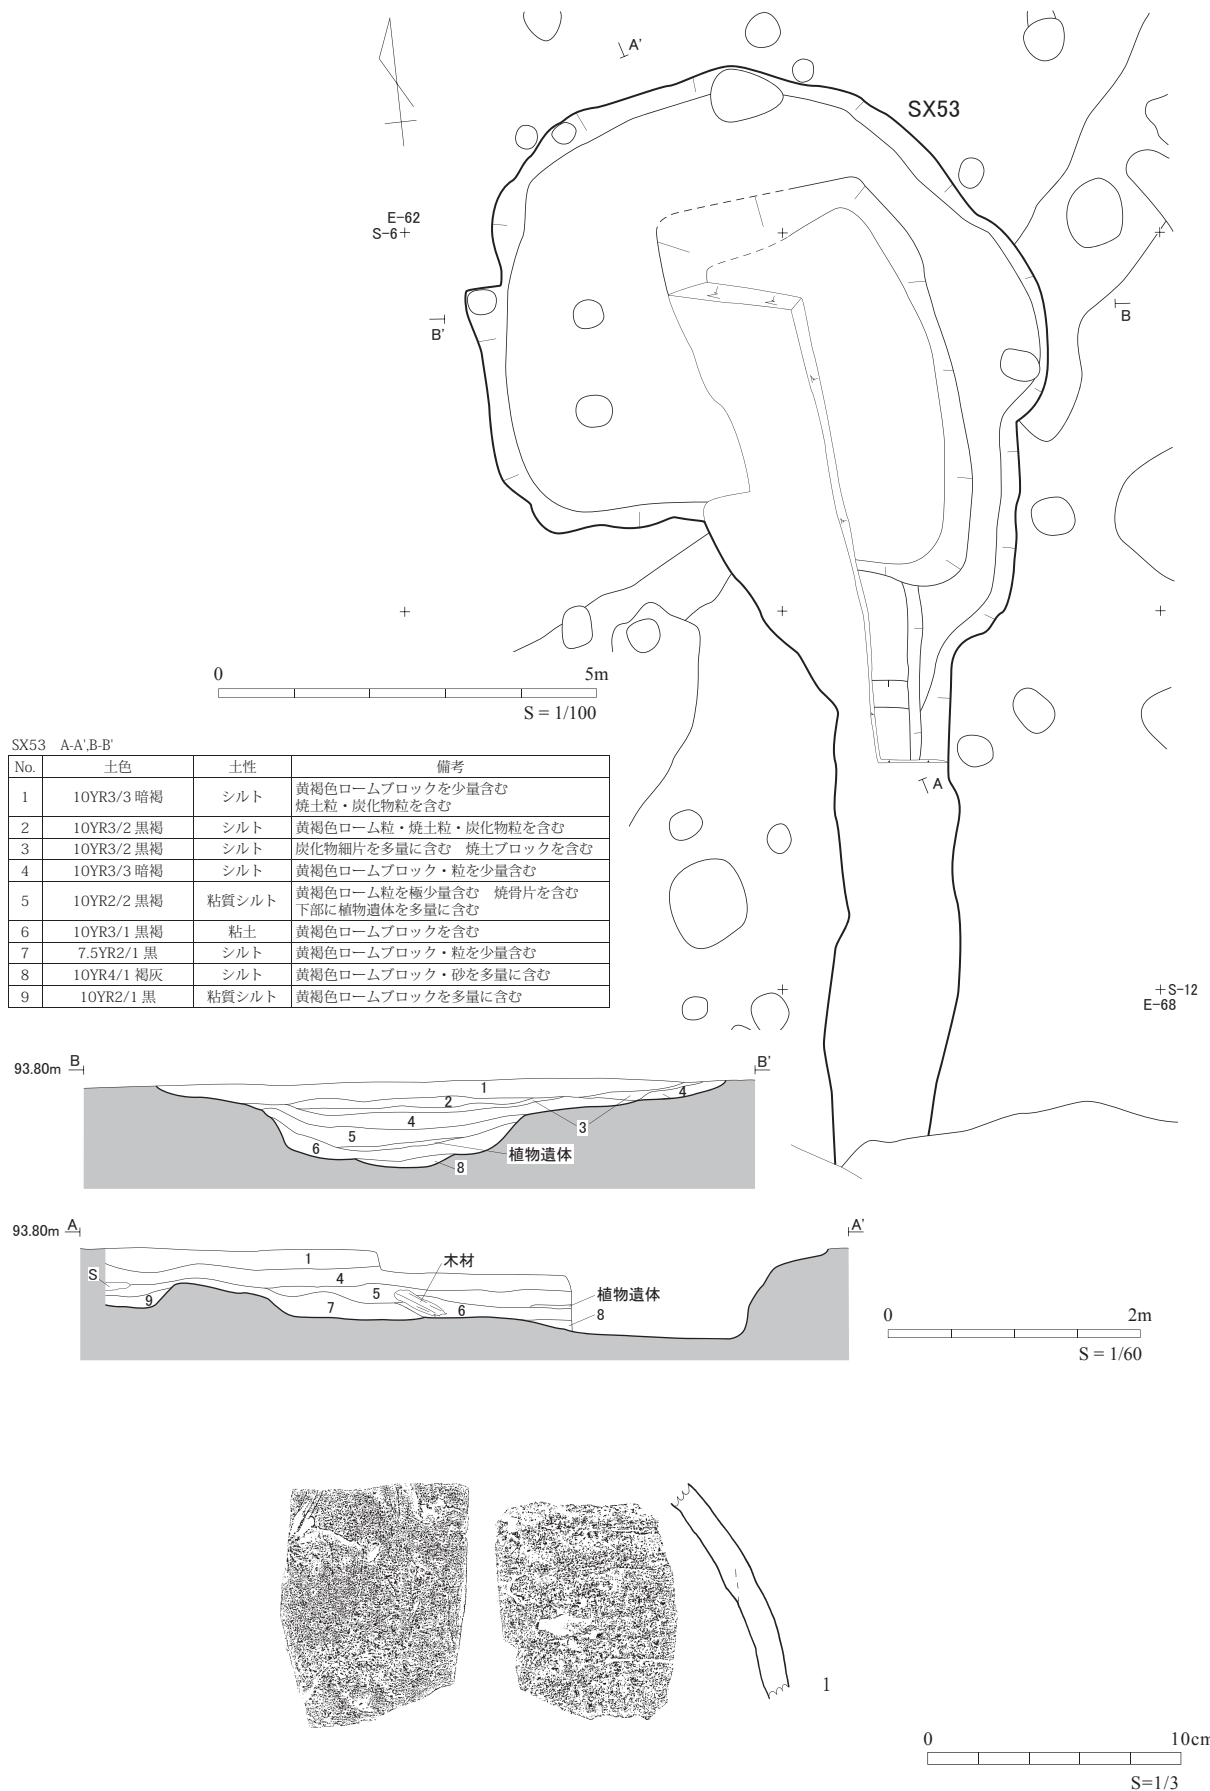 A'
SX53
E-62
S-6
B'
B
0 5m
S = 1/100
A
S-12
E-68
SX53 A-A',B-B'
No. 土色 土性 備考
1 10YR3/3 暗褐 シルト 黄褐色ロームブロックを少量含む
焼土粒・炭化物粒を含む
2 10YR3/2 黒褐 シルト 黄褐色ローム粒・焼土粒・炭化物粒を含む
3 10YR3/2 黒褐 シルト 炭化物細片を多量に含む 焼土ブロックを含む
4 10YR3/3 暗褐 シルト 黄褐色ロームブロック・粒を少量含む
5 10YR2/2 黒褐 粘質シルト 黄褐色ローム粒を極少量含む 焼骨片を含む
下部に植物遺体を多量に含む
6 10YR3/1 黒褐 粘土 黄褐色ロームブロックを含む
7 7.5YR2/1 黒 シルト 黄褐色ロームブロック・粒を少量含む
8 10YR4/1 褐灰 シルト 黄褐色ロームブロック・砂を多量に含む
9 10YR2/1 黒 粘質シルト 黄褐色ロームブロックを多量に含む
93.80m B B'
1
2
4
4
3
5
6
植物遺体
8
93.80m A A'
1
木材
S
4
5
植物遺体
9
7
6
8
0 2m
S = 1/60
1
0 10cm
S=1/3